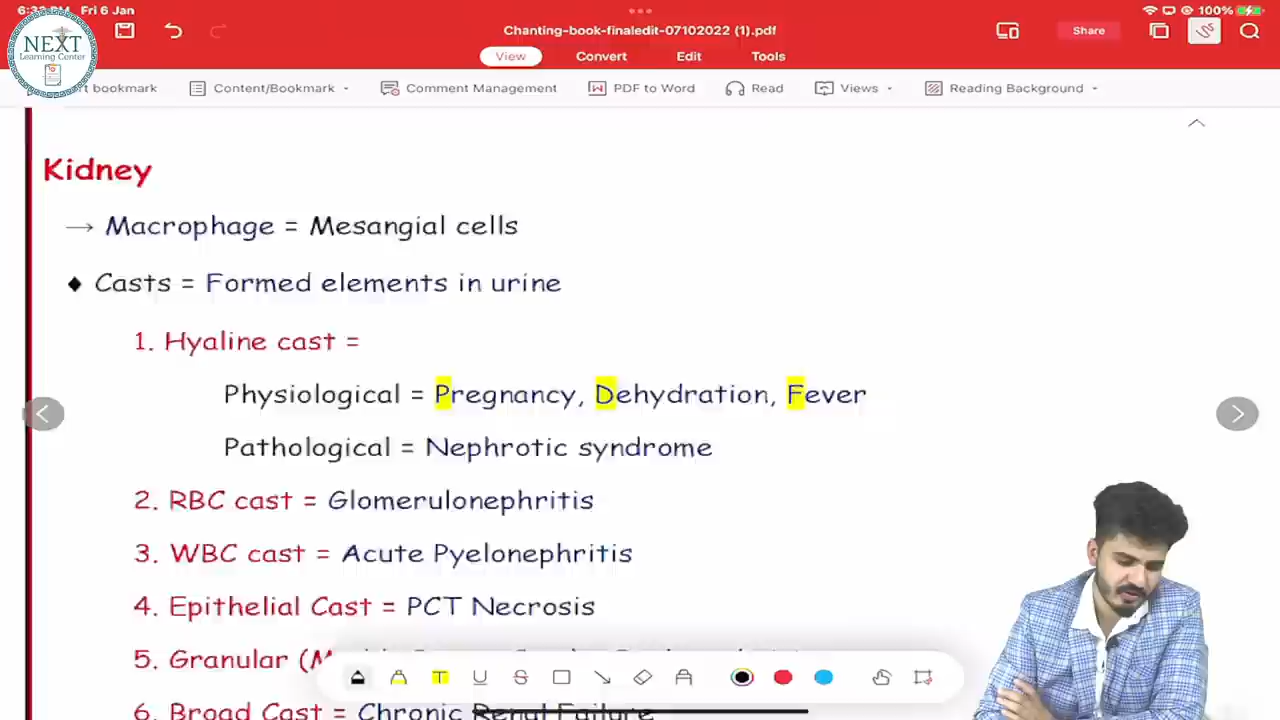 6:33 PM Fri 6 Jan
100%
NEXT
Learning Center
Chanting-book-finaledit-07102022 (1).pdf
Share
View
Convert
Edit
Tools
bookmark
Content/Bookmark
Comment Management
PDF to Word
Read
Views
Reading Background
Kidney
→ Macrophage = Mesangial cells
♦ Casts = Formed elements in urine
1. Hyaline cast =
Physiological = Pregnancy, Dehydration, Fever
Pathological = Nephrotic syndrome
2. RBC cast = Glomerulonephritis
3. WBC cast = Acute Pyelonephritis
4. Epithelial Cast = PCT Necrosis
5. Granular
6. Broad Cast = Chronic Renal Failure